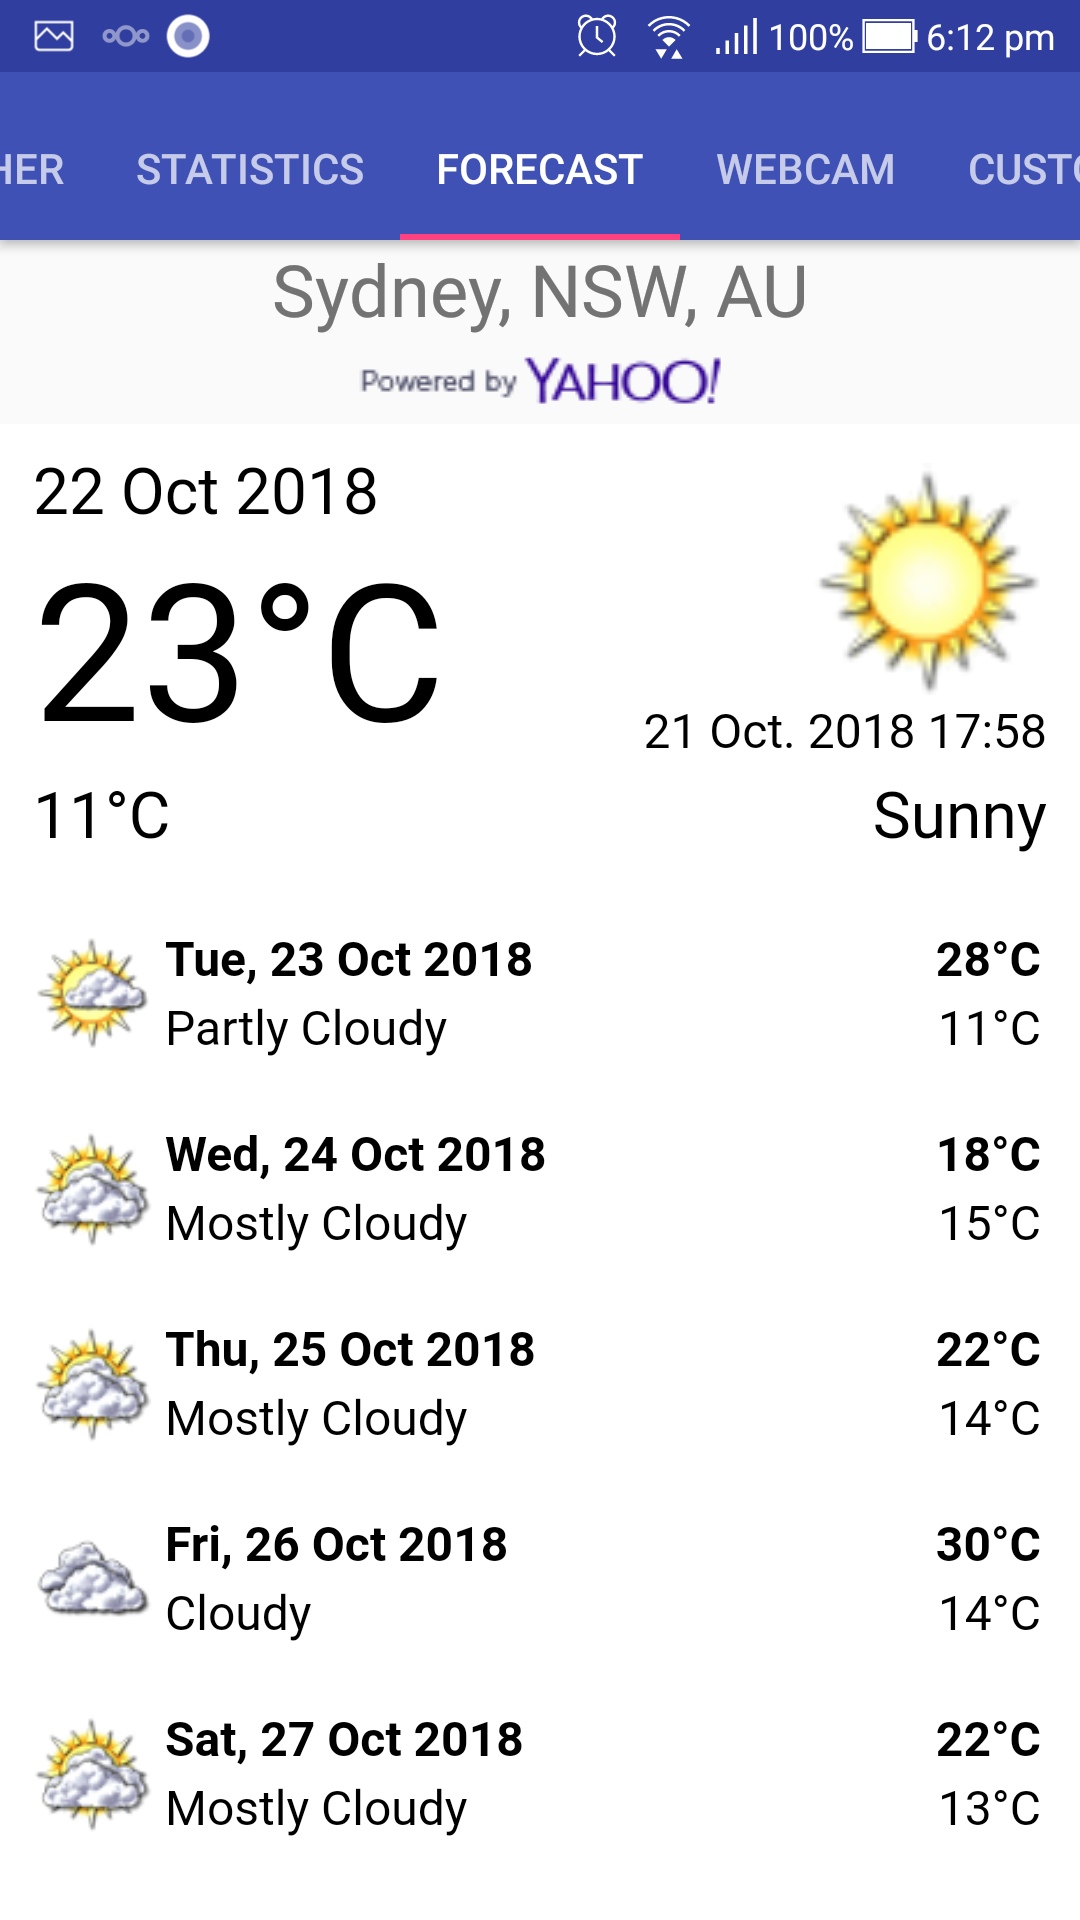 100% 6:12 pm
HER STATISTICS FORECAST WEBCAM CUSTO
Sydney, NSW, AU
Powered by YAHOO!
22 Oct 2018
23°C
21 Oct. 2018 17:58
11°C Sunny
Tue, 23 Oct 2018 28°C
Partly Cloudy 11°C
Wed, 24 Oct 2018 18°C
Mostly Cloudy 15°C
Thu, 25 Oct 2018 22°C
Mostly Cloudy 14°C
Fri, 26 Oct 2018 30°C
Cloudy 14°C
Sat, 27 Oct 2018 22°C
Mostly Cloudy 13°C